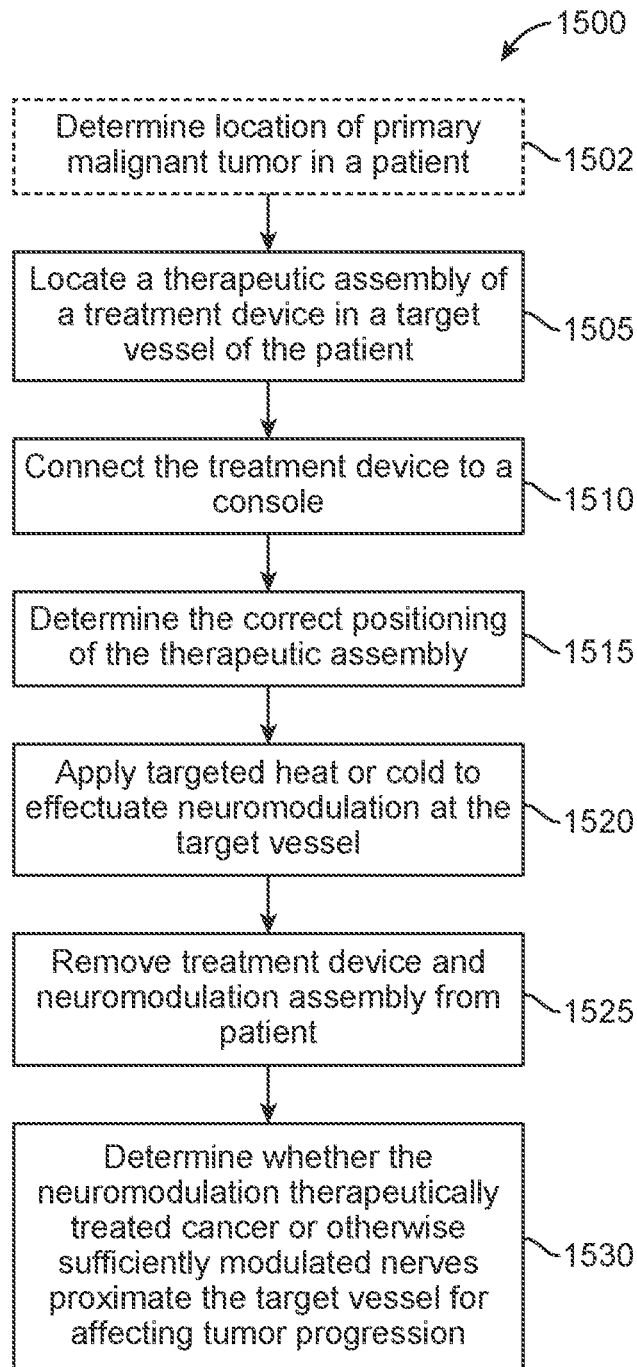 1500
Determine location of primary
malignant tumor in a patient
1502
Locate a therapeutic assembly of
a treatment device in a target
vessel of the patient
1505
Connect the treatment device to a
console
1510
Determine the correct positioning
of the therapeutic assembly
1515
Apply targeted heat or cold to
effectuate neuromodulation at the
target vessel
1520
Remove treatment device and
neuromodulation assembly from
patient
1525
Determine whether the
neuromodulation therapeutically
treated cancer or otherwise
sufficiently modulated nerves
proximate the target vessel for
affecting tumor progression
1530